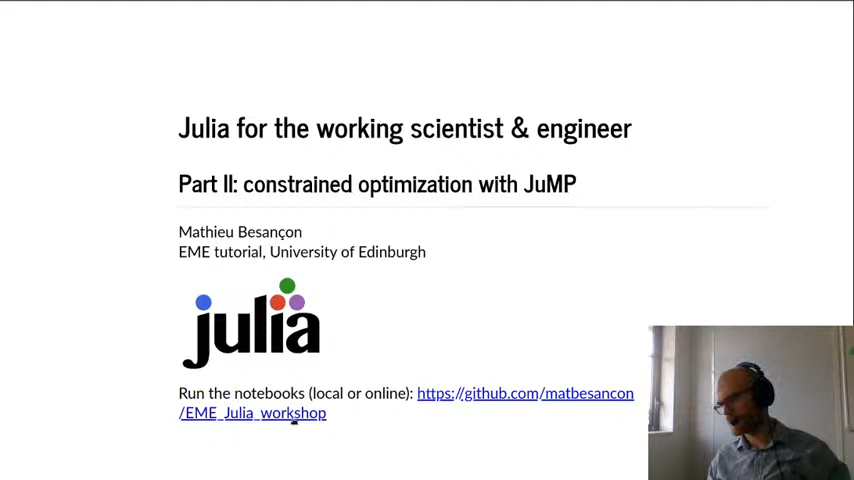 Julia for the working scientist & engineer
Part II: constrained optimization with JuMP
Mathieu Besançon
EME tutorial, University of Edinburgh
julia
Run the notebooks (local or online): https://github.com/matbesancon
/EME_Julia_workshop